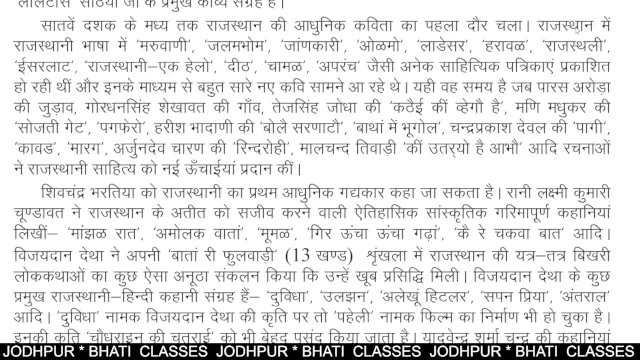 'लीलटांस' सेठिया जी के प्रमुख काव्य संग्रह हैं।
सातवें दशक के मध्य तक राजस्थान की आधुनिक कविता का पहला दौर चला। राजस्थान में
राजस्थानी भाषा में 'मरुवाणी', 'जलमभोम', 'जांणकारी', 'ओळमो', 'लाडेसर', 'हरावळ', 'राजस्थली',
'ईसरलाट', 'राजस्थानी–एक हेलो', 'दीठ', 'चामळ', 'अपरंच' जैसी अनेक साहित्यिक पत्रिकाएं प्रकाशित
हो रही थीं और इनके माध्यम से बहुत सारे नए कवि सामने आ रहे थे। यही वह समय है जब पारस अरोड़ा
की जुड़ाव, गोरधनसिंह शेखावत की गाँव, तेजसिंह जोधा की 'कठैई कीं व्हेगौ है', मणि मधुकर की
'सोजती गेट', 'पगफेरो', हरीश भादाणी की 'बोलै सरणाटौ', 'बाथां में भूगोल', चन्द्रप्रकाश देवल की 'पागी',
'कावड', 'मारग', अर्जुनदेव चारण की 'रिन्दरोही', मालचन्द तिवाड़ी 'कीं उतर्‌यो है आभौ' आदि रचनाओं
ने राजस्थानी साहित्य को नई ऊँचाईयां प्रदान कीं।
शिवचंद्र भरतिया को राजस्थानी का प्रथम आधुनिक गद्यकार कहा जा सकता है। रानी लक्ष्मी कुमारी
चूण्डावत ने राजस्थान के अतीत को सजीव करने वाली ऐतिहासिक सांस्कृतिक गरिमापूर्ण कहानियां
लिखीं– 'मांझळ रात', 'अमोलक वातां', 'मूमळ', 'गिर ऊंचा ऊंचा गढ़ां', 'कै रे चकवा बात' आदि।
विजयदान देथा ने अपनी 'बातां री फुलवाड़ी' (13 खण्ड) शृंखला में राजस्थान की यत्र–तत्र बिखरी
लोककथाओं का कुछ ऐसा अनूठा संकलन किया कि उन्हें खूब प्रसिद्धि मिली। विजयदान देथा के कुछ
प्रमुख राजस्थानी–हिन्दी कहानी संग्रह हैं– 'दुविधा', 'उलझन', 'अलेखूं हिटलर', 'सपन प्रिया', 'अंतराल'
आदि। 'दुविधा' नामक विजयदान देथा की कृति पर तो 'पहेली' नामक फिल्म का निर्माण भी हो चुका है।
इनकी कृति 'चौधराइन की चतुराई' को भी बेहद पसंद किया जाता है। यादवेन्द्र शर्मा चन्द्र की कहानियां
JODHPUR * BHATI CLASSES JODHPUR * BHATI CLASSES JODHPUR * BHATI CLASSES